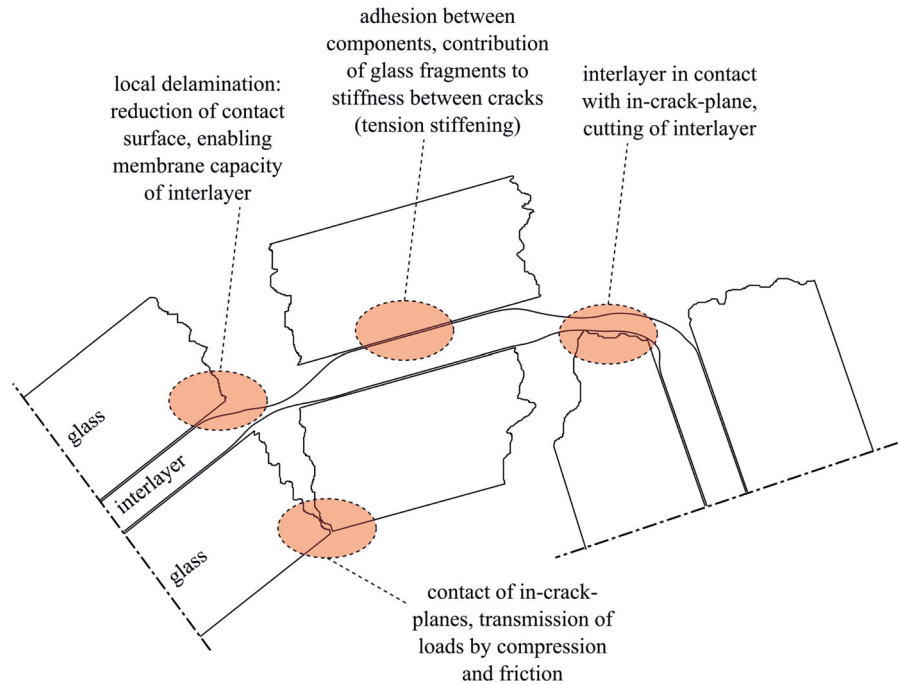 adhesion between
components, contribution
of glass fragments to
stiffness between cracks
(tension stiffening)
local delamination:
reduction of contact
surface, enabling
membrane capacity
of interlayer
interlayer in contact
with in-crack-plane,
cutting of interlayer
glass
interlayer
glass
contact of in-crack-
planes, transmission of
loads by compression
and friction